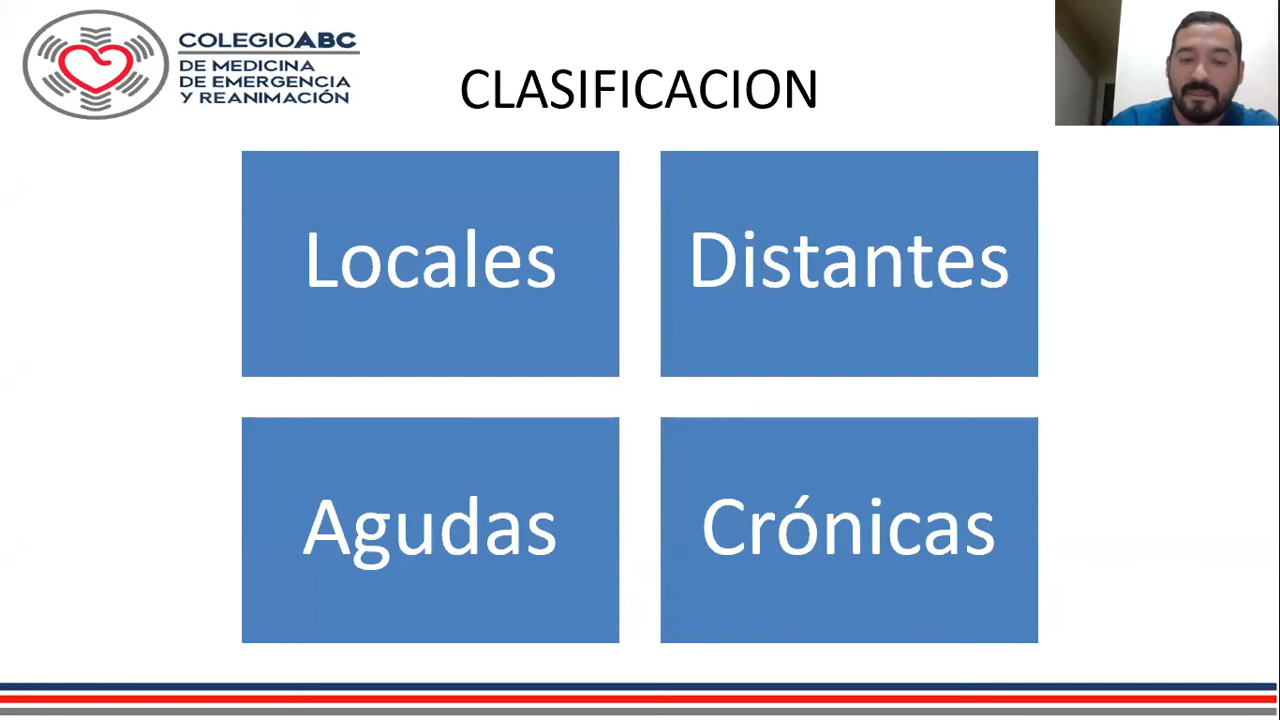 COLEGIOABC
DE MEDICINA
DE EMERGENCIA
Y REANIMACIÓN
CLASIFICACION
Locales
Distantes
Agudas
Crónicas